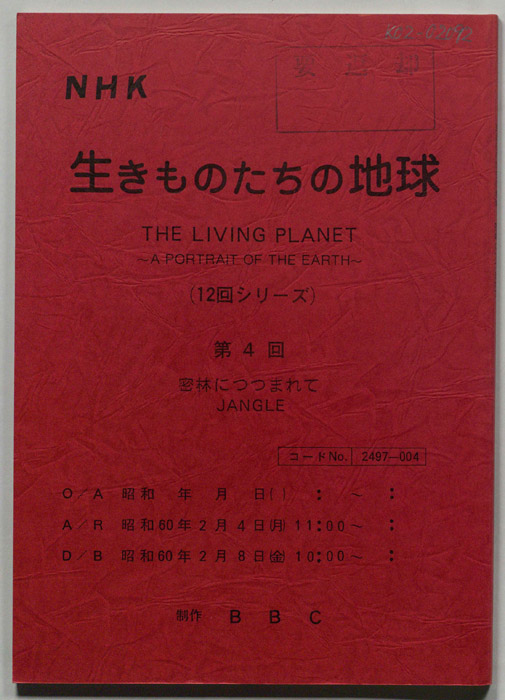 NHK
生きものたちの地球
THE LIVING PLANET
~A PORTRAIT OF THE EARTH~
(12回シリーズ)
第 4 回
密林につつまれて
JANGLE
コードNo. 2497-004
O/A 昭和 年 月 日( ) : ~ :
A/R 昭和60年2月4日(月) 11:00~ :
D/B 昭和60年2月8日(金) 10:00~ :
制作 B B C